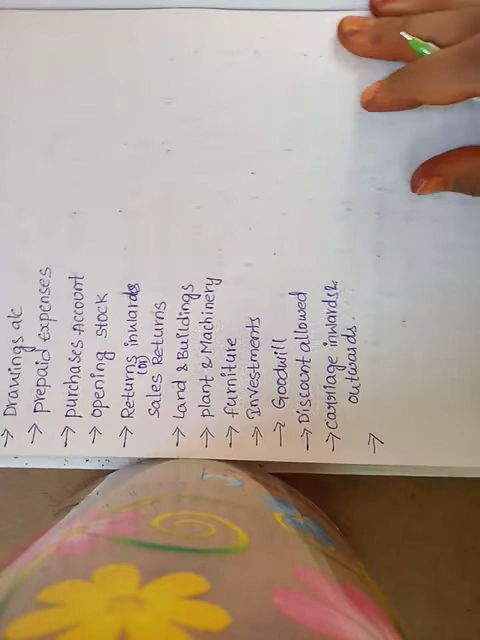 → Drawings a/c
→ prepaid expenses
→ purchases Account
→ opening stock
→ Returns inwards
(or)
sales Returns
→ land & Buildings
→ plant & Machinery
→ furniture
→ Investments
→ Goodwill
→ Discount allowed
→ carriage inwards &
outwards.
→